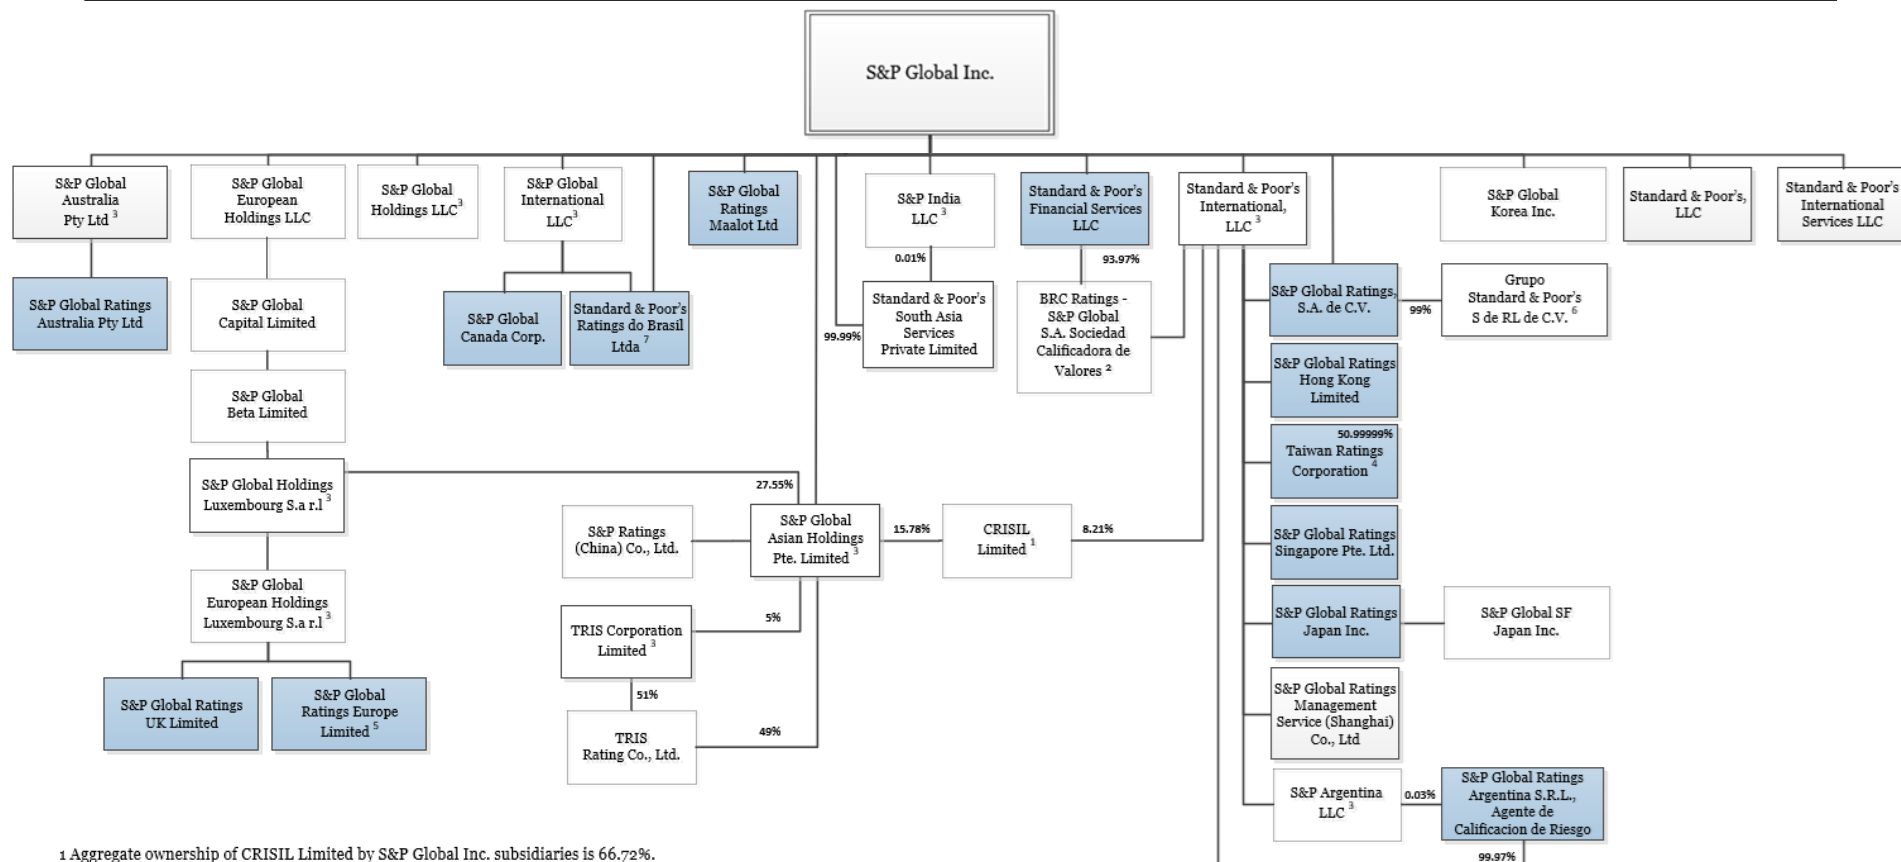 S&P Global Inc.
S&P Global
Australia
Pty Ltd 3
S&P Global
European
Holdings LLC
S&P Global
Holdings LLC3
S&P Global
International
LLC3
S&P Global
Ratings
Maalot Ltd
S&P India
LLC 3
Standard & Poor's
Financial Services
LLC
Standard & Poor's
International,
LLC 3
S&P Global
Korea Inc.
Standard & Poor's,
LLC
Standard & Poor's
International
Services LLC
0.01%
93.97%
S&P Global Ratings
Australia Pty Ltd
S&P Global
Capital Limited
S&P Global
Canada Corp.
Standard & Poor's
Ratings do Brasil
Ltda 7
99.99%
Standard & Poor's
South Asia
Services
Private Limited
BRC Ratings -
S&P Global
S.A. Sociedad
Calificadora de
Valores 2
S&P Global Ratings,
S.A. de C.V.
99%
Grupo
Standard & Poor's
S de RL de C.V. 6
S&P Global
Beta Limited
S&P Global Ratings
Hong Kong
Limited
50.99999%
Taiwan Ratings
Corporation 4
S&P Global Holdings
Luxembourg S.a r.l 3
27.55%
S&P Ratings
(China) Co., Ltd.
S&P Global
Asian Holdings
Pte. Limited 3
15.78%
CRISIL
Limited 1
8.21%
S&P Global Ratings
Singapore Pte. Ltd.
S&P Global
European Holdings
Luxembourg S.a r.l 3
5%
TRIS Corporation
Limited 3
S&P Global Ratings
Japan Inc.
S&P Global SF
Japan Inc.
51%
S&P Global Ratings
UK Limited
S&P Global
Ratings Europe
Limited 5
TRIS
Rating Co., Ltd.
49%
S&P Global Ratings
Management
Service (Shanghai)
Co., Ltd
S&P Argentina
LLC 3
0.03%
S&P Global Ratings
Argentina S.R.L.,
Agente de
Calificacion de Riesgo
99.97%
1 Aggregate ownership of CRISIL Limited by S&P Global Inc. subsidiaries is 66.72%.